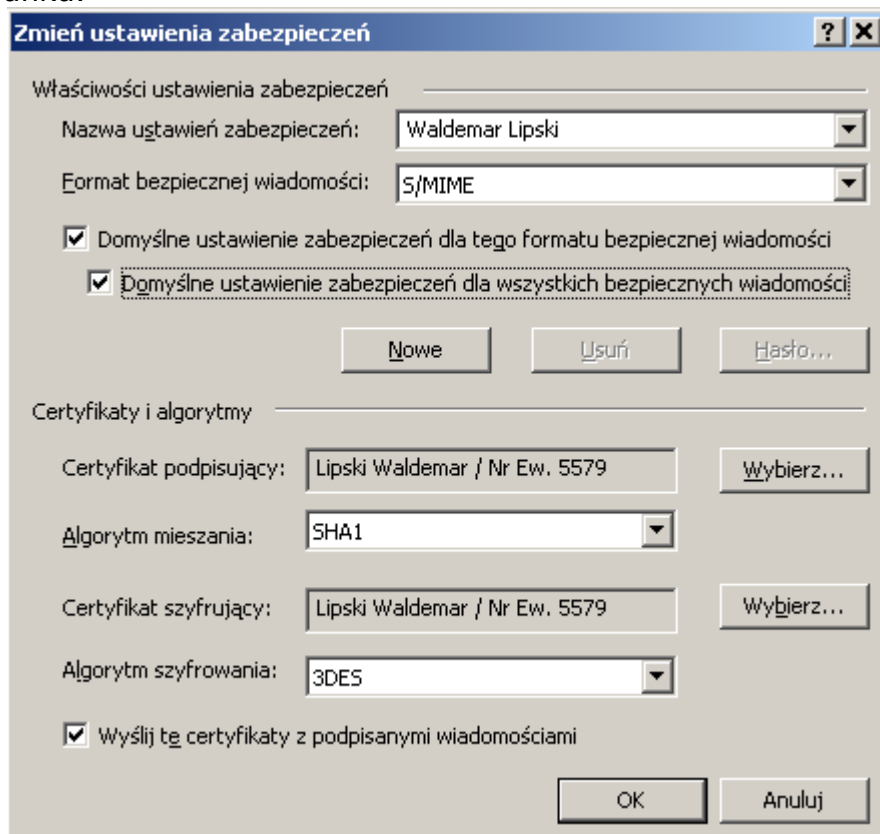 Zmień ustawienia zabezpieczeń
Właściwości ustawienia zabezpieczeń
Nazwa ustawień zabezpieczeń: Waldemar Lipski
Format bezpiecznej wiadomości: S/MIME
Domyślne ustawienie zabezpieczeń dla tego formatu bezpiecznej wiadomości
Domyślne ustawienie zabezpieczeń dla wszystkich bezpiecznych wiadomości
Nowe Usuń Hasło...
Certyfikaty i algorytmy
Certyfikat podpisujący: Lipski Waldemar / Nr Ew. 5579 Wybierz...
Algorytm mieszania: SHA1
Certyfikat szyfrujący: Lipski Waldemar / Nr Ew. 5579 Wybierz...
Algorytm szyfrowania: 3DES
Wyślij te certyfikaty z podpisanymi wiadomościami
OK Anuluj